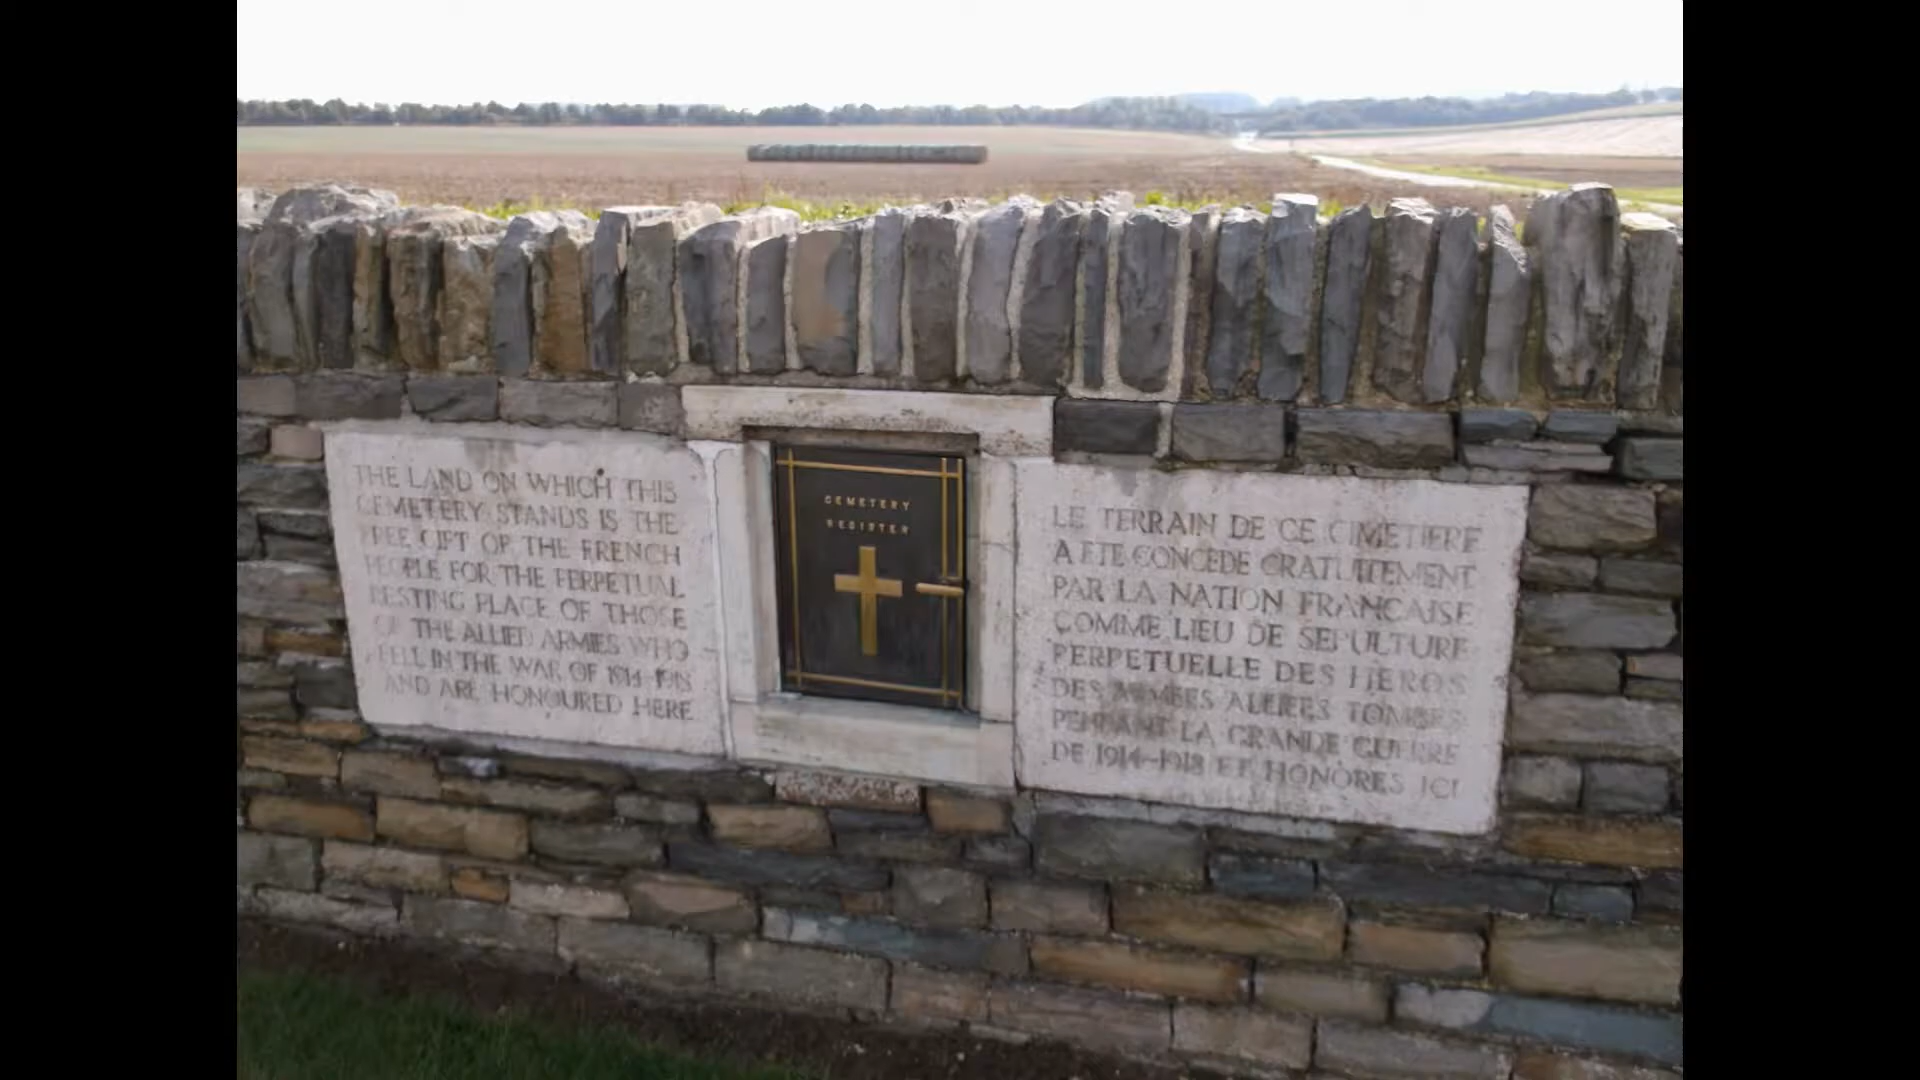 THE LAND ON WHICH THIS
CEMETERY STANDS IS THE
FREE GIFT OF THE FRENCH
PEOPLE FOR THE PERPETUAL
RESTING PLACE OF THOSE
OF THE ALLIED ARMIES WHO
FELL IN THE WAR OF 1914-1918
AND ARE HONOURED HERE
CEMETERY
REGISTER
LE TERRAIN DE CE CIMETIERE
A ETE CONCEDE GRATUITEMENT
PAR LA NATION FRANCAISE
COMME LIEU DE SEPULTURE
PERPETUELLE DES HEROS
DES ARMEES ALLIEES TOMBES
PENDANT LA GRANDE GUERRE
DE 1914-1918 ET HONORES ICI